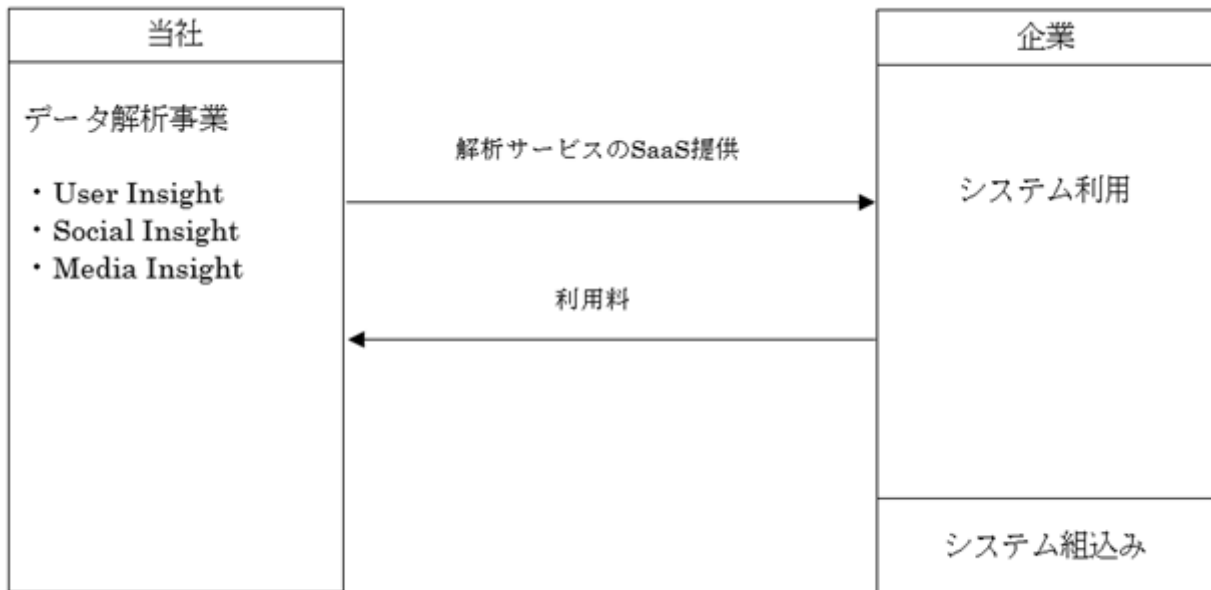 当社
データ解析事業
・User Insight
・Social Insight
・Media Insight
解析サービスのSaaS提供
利用料
企業
システム利用
システム組込み